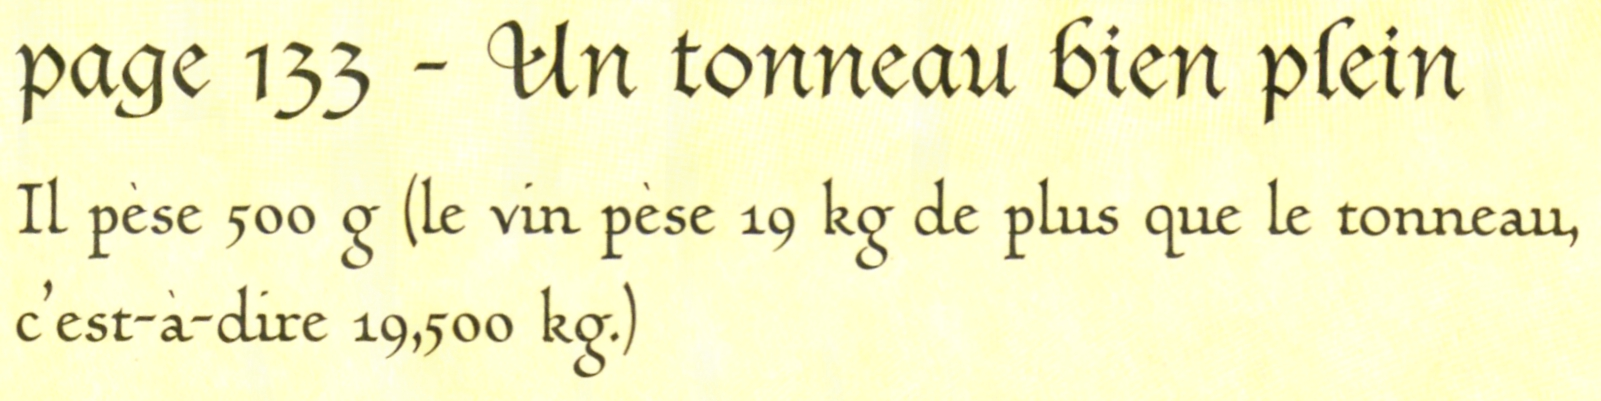 page 133 - Un tonneau bien plein
Il pèse 500 g (le vin pèse 19 kg de plus que le tonneau,
c'est-à-dire 19,500 kg.)